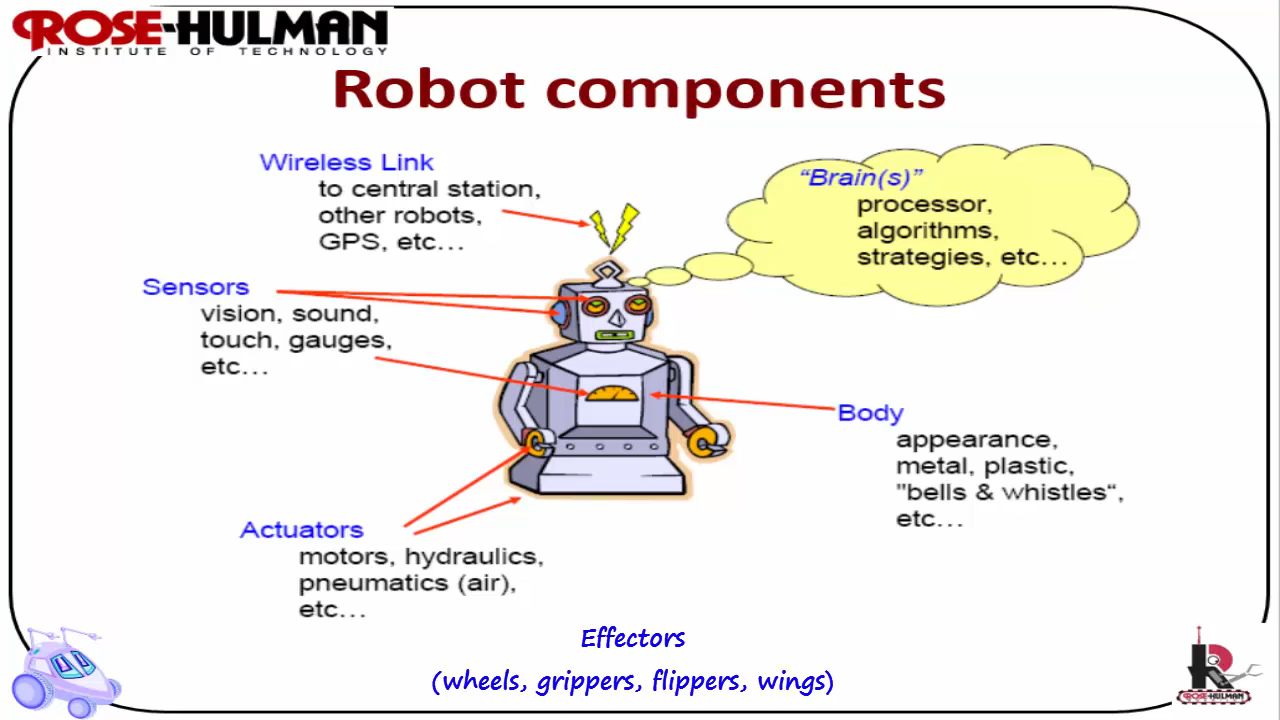 ROSE-HULMAN
INSTITUTE OF TECHNOLOGY
Robot components
Wireless Link
to central station,
other robots,
GPS, etc...
“Brain(s)”
processor,
algorithms,
strategies, etc...
Sensors
vision, sound,
touch, gauges,
etc...
Body
appearance,
metal, plastic,
"bells & whistles“,
etc...
Actuators
motors, hydraulics,
pneumatics (air),
etc...
Effectors
(wheels, grippers, flippers, wings)
ROSE-HULMAN